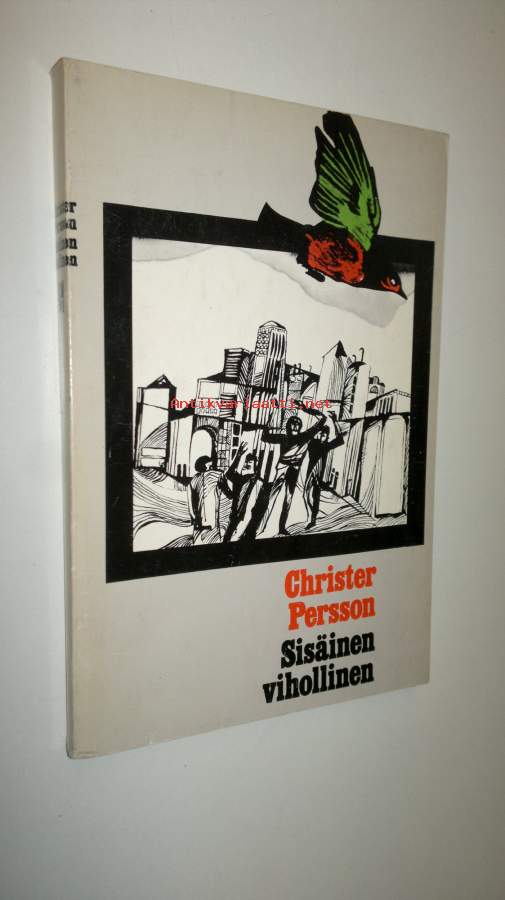 Antikvariaatti.net
Christer
Persson
Sisäinen
vihollinen